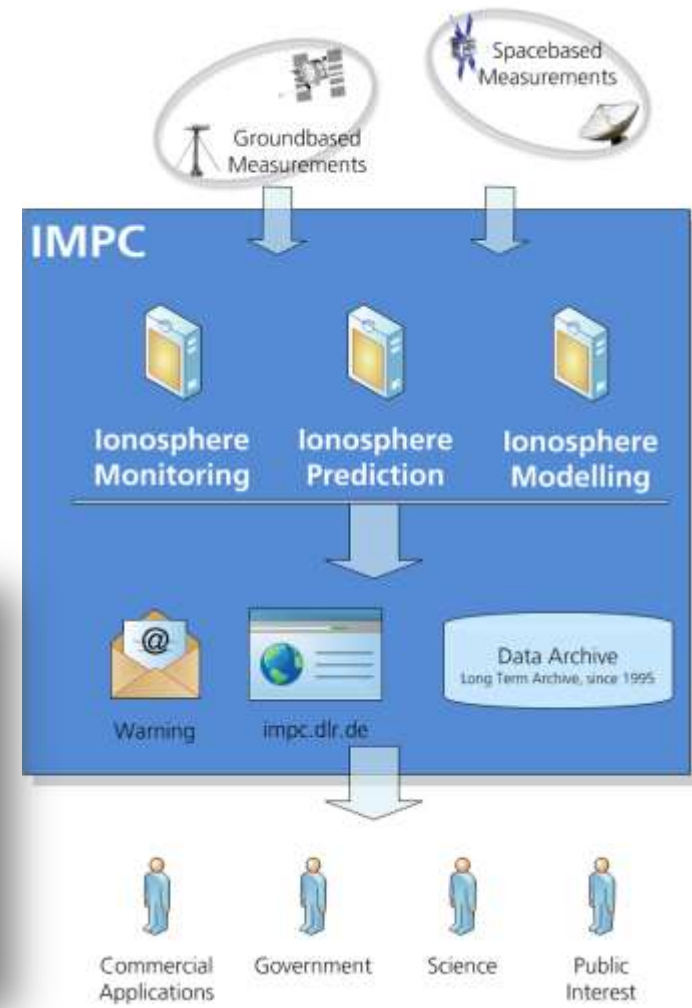 Groundbased
Measurements
Spacebased
Measurements
IMPC
Ionosphere
Monitoring
Ionosphere
Prediction
Ionosphere
Modelling
@
Warning
impc.dlr.de
Data Archive
Long Term Archive, since 1995
Commercial
Applications
Government
Science
Public
Interest